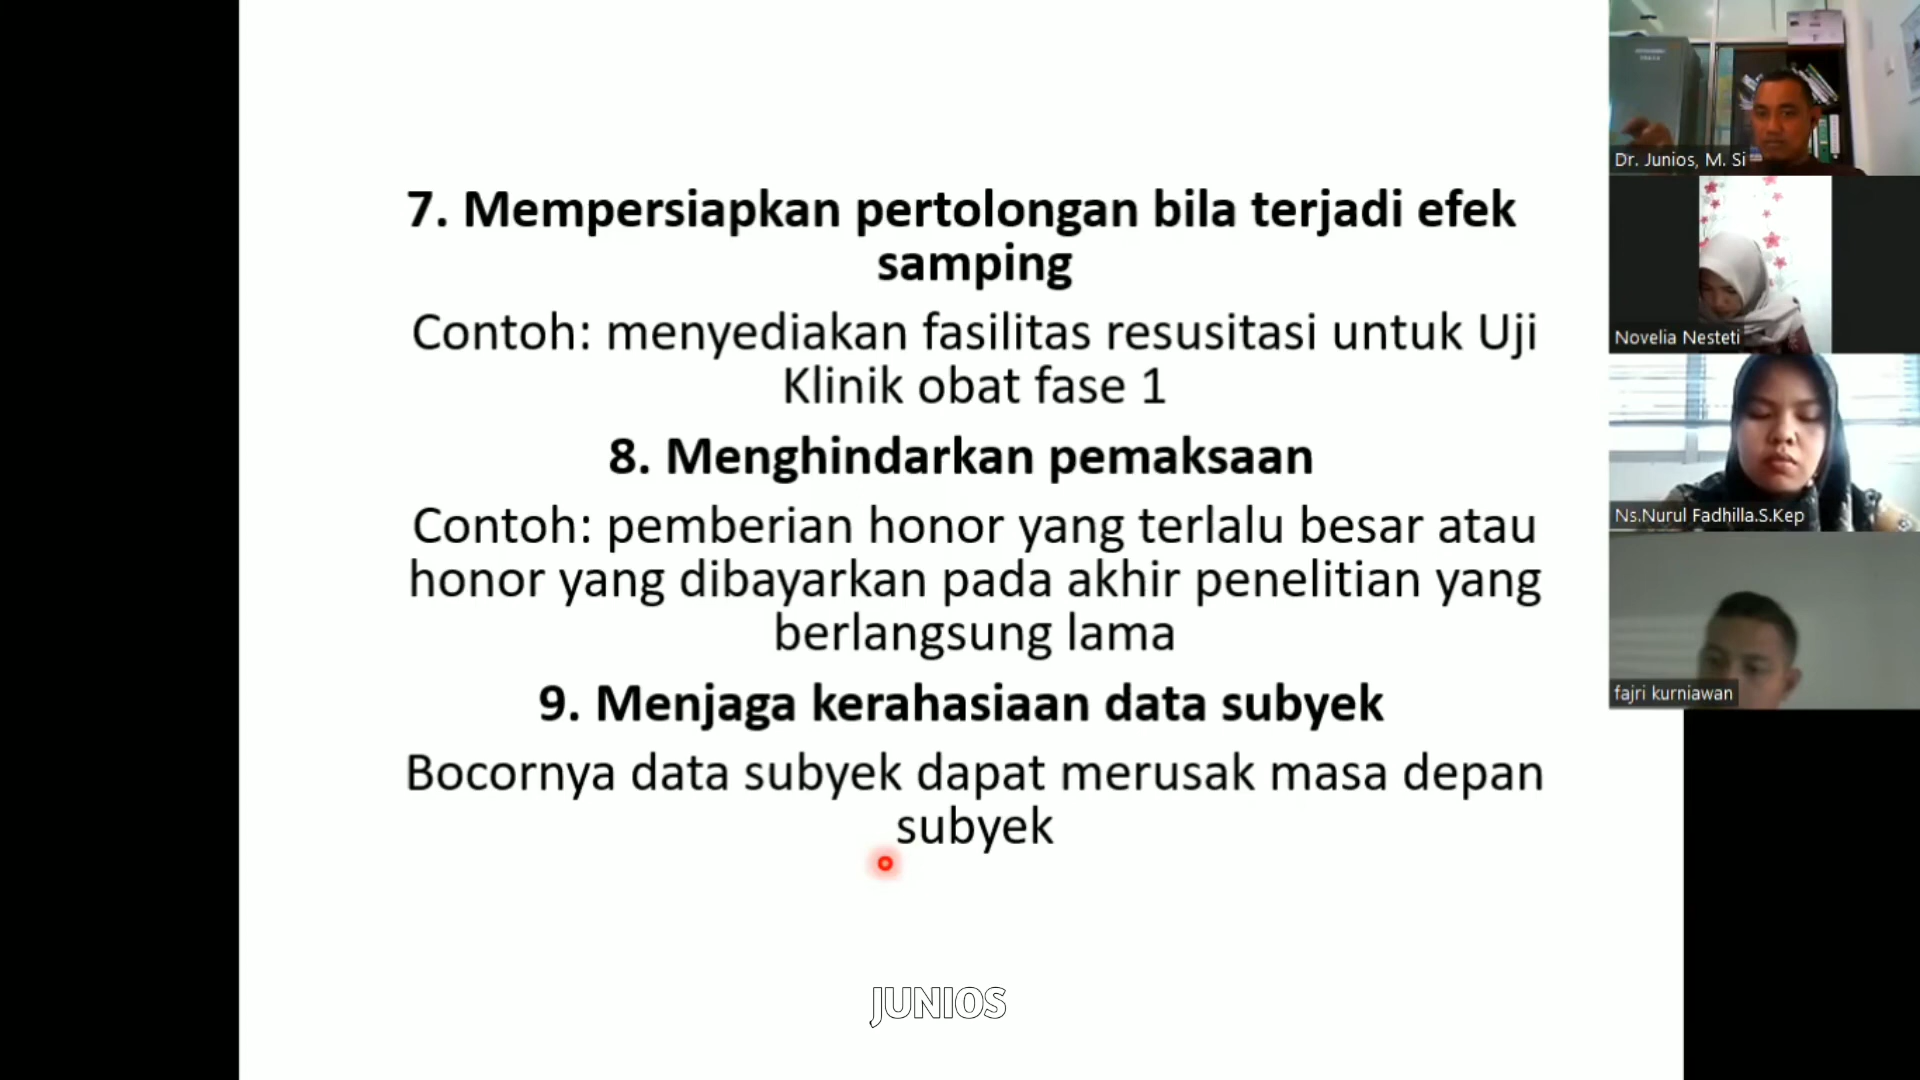 7. Mempersiapkan pertolongan bila terjadi efek
samping
Contoh: menyediakan fasilitas resusitasi untuk Uji
Klinik obat fase 1
8. Menghindarkan pemaksaan
Contoh: pemberian honor yang terlalu besar atau
honor yang dibayarkan pada akhir penelitian yang
berlangsung lama
9. Menjaga kerahasiaan data subyek
Bocornya data subyek dapat merusak masa depan
subyek
JUNIOS
Dr. Junios, M. Si
Novelia Nesteti
Ns.Nurul Fadhilla.S.Kep
fajri kurniawan